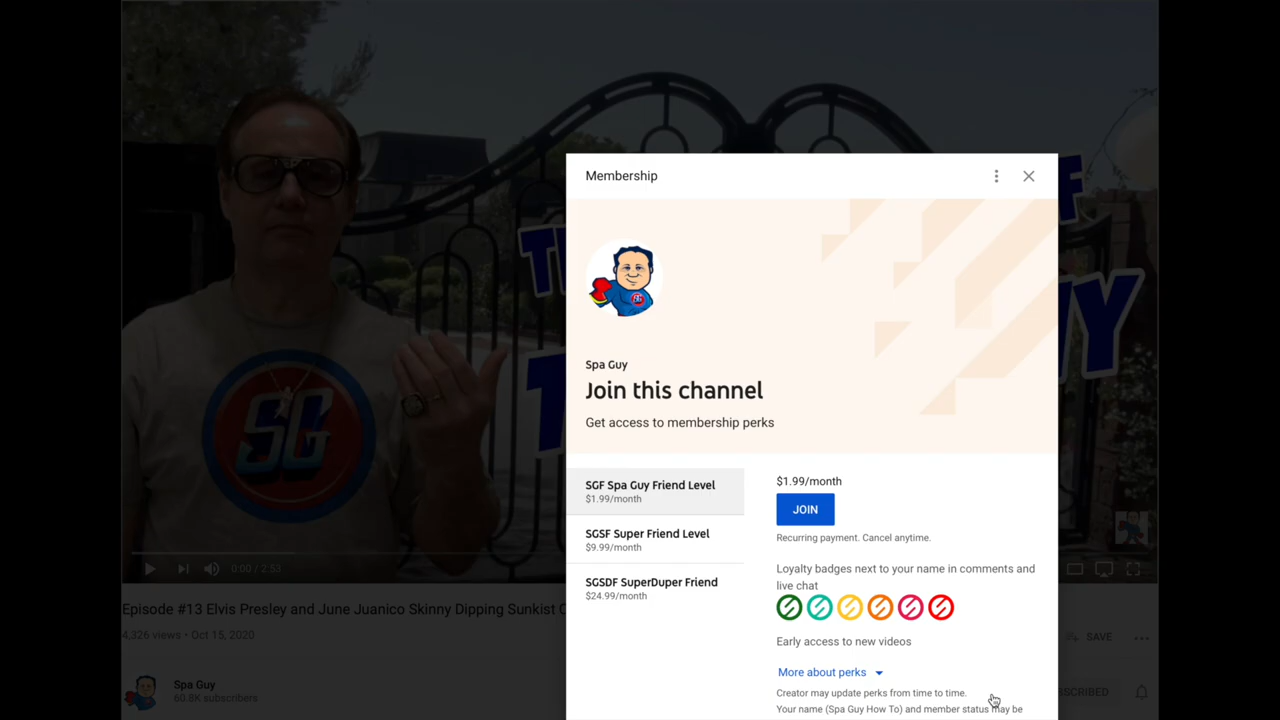 Membership
Spa Guy
Join this channel
Get access to membership perks
SGF Spa Guy Friend Level
$1.99/month
SGSF Super Friend Level
$9.99/month
SGSDF SuperDuper Friend
$24.99/month
$1.99/month
JOIN
Recurring payment. Cancel anytime.
Loyalty badges next to your name in comments and
live chat
Early access to new videos
More about perks
Creator may update perks from time to time.
Your name (Spa Guy How To) and member status may be
SG
0:00 / 2:53
Episode #13 Elvis Presley and June Juanico Skinny Dipping Sunkist
4,326 views • Oct 15, 2020
SAVE
Spa Guy
60.8K subscribers